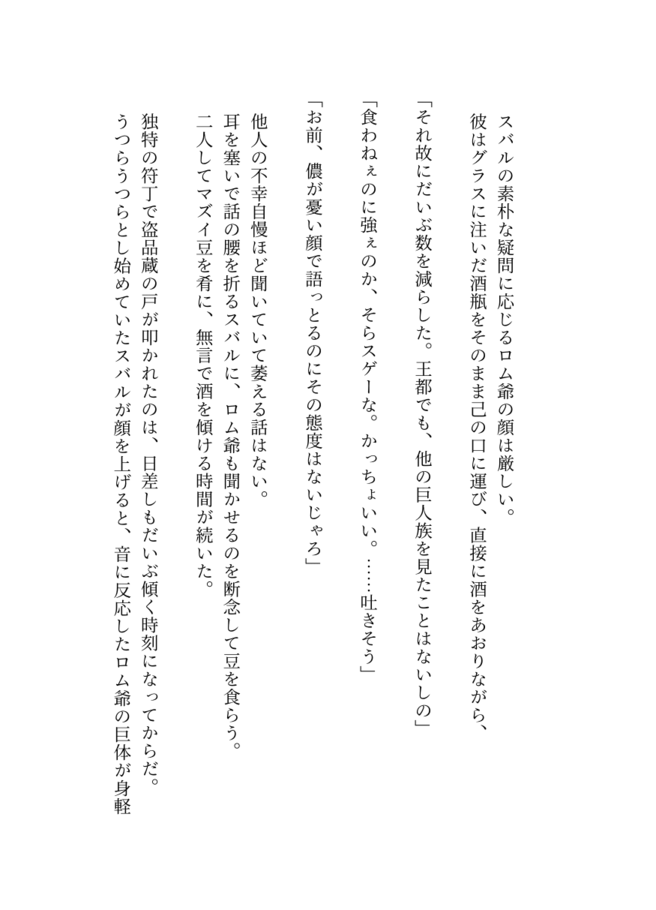 スバルの素朴な疑問に応じるロム爺の顔は厳しい。
彼はグラスに注いだ酒瓶をそのまま己の口に運び、直接に酒をあおりながら、
「それ故にだいぶ数を減らした。王都でも、他の巨人族を見たことはないしの」
「食わねぇのに強ぇのか、そらスゲーな。かっちょいい。……吐きそう」
「お前、儂が憂い顔で語っとるのにその態度はないじゃろ」
他人の不幸自慢ほど聞いていて萎える話はない。
耳を塞いで話の腰を折るスバルに、ロム爺も聞かせるのを断念して豆を食らう。
二人してマズイ豆を肴に、無言で酒を傾ける時間が続いた。
独特の符丁で盗品蔵の戸が叩かれたのは、日差しもだいぶ傾く時刻になってからだ。
うつらうつらとし始めていたスバルが顔を上げると、音に反応したロム爺の巨体が身軽